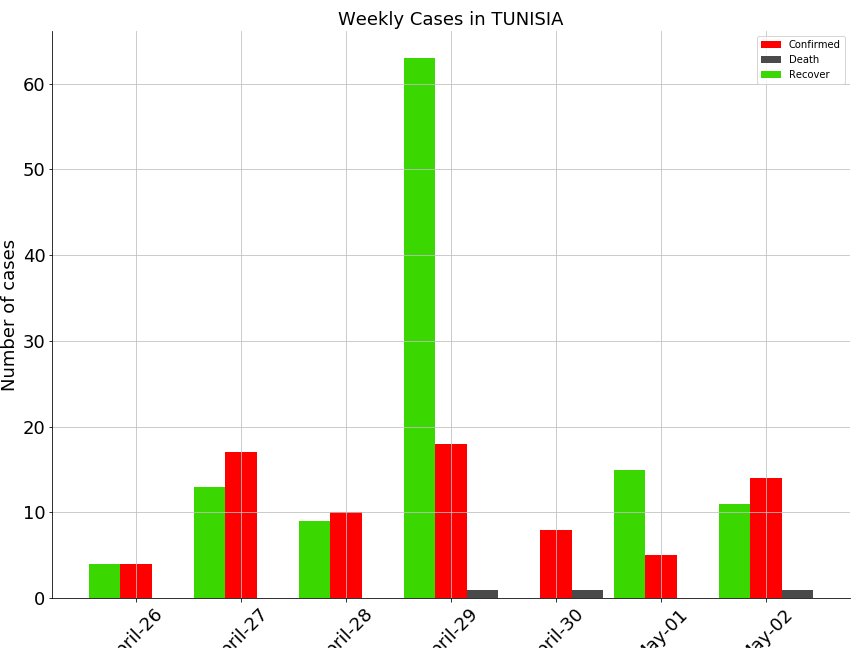 Weekly Cases in TUNISIA
Confirmed
Death
Recover
Number of cases
60
50
40
30
20
10
0
pril-26
pril-27
pril-28
pril-29
pril-30
May-01
May-02